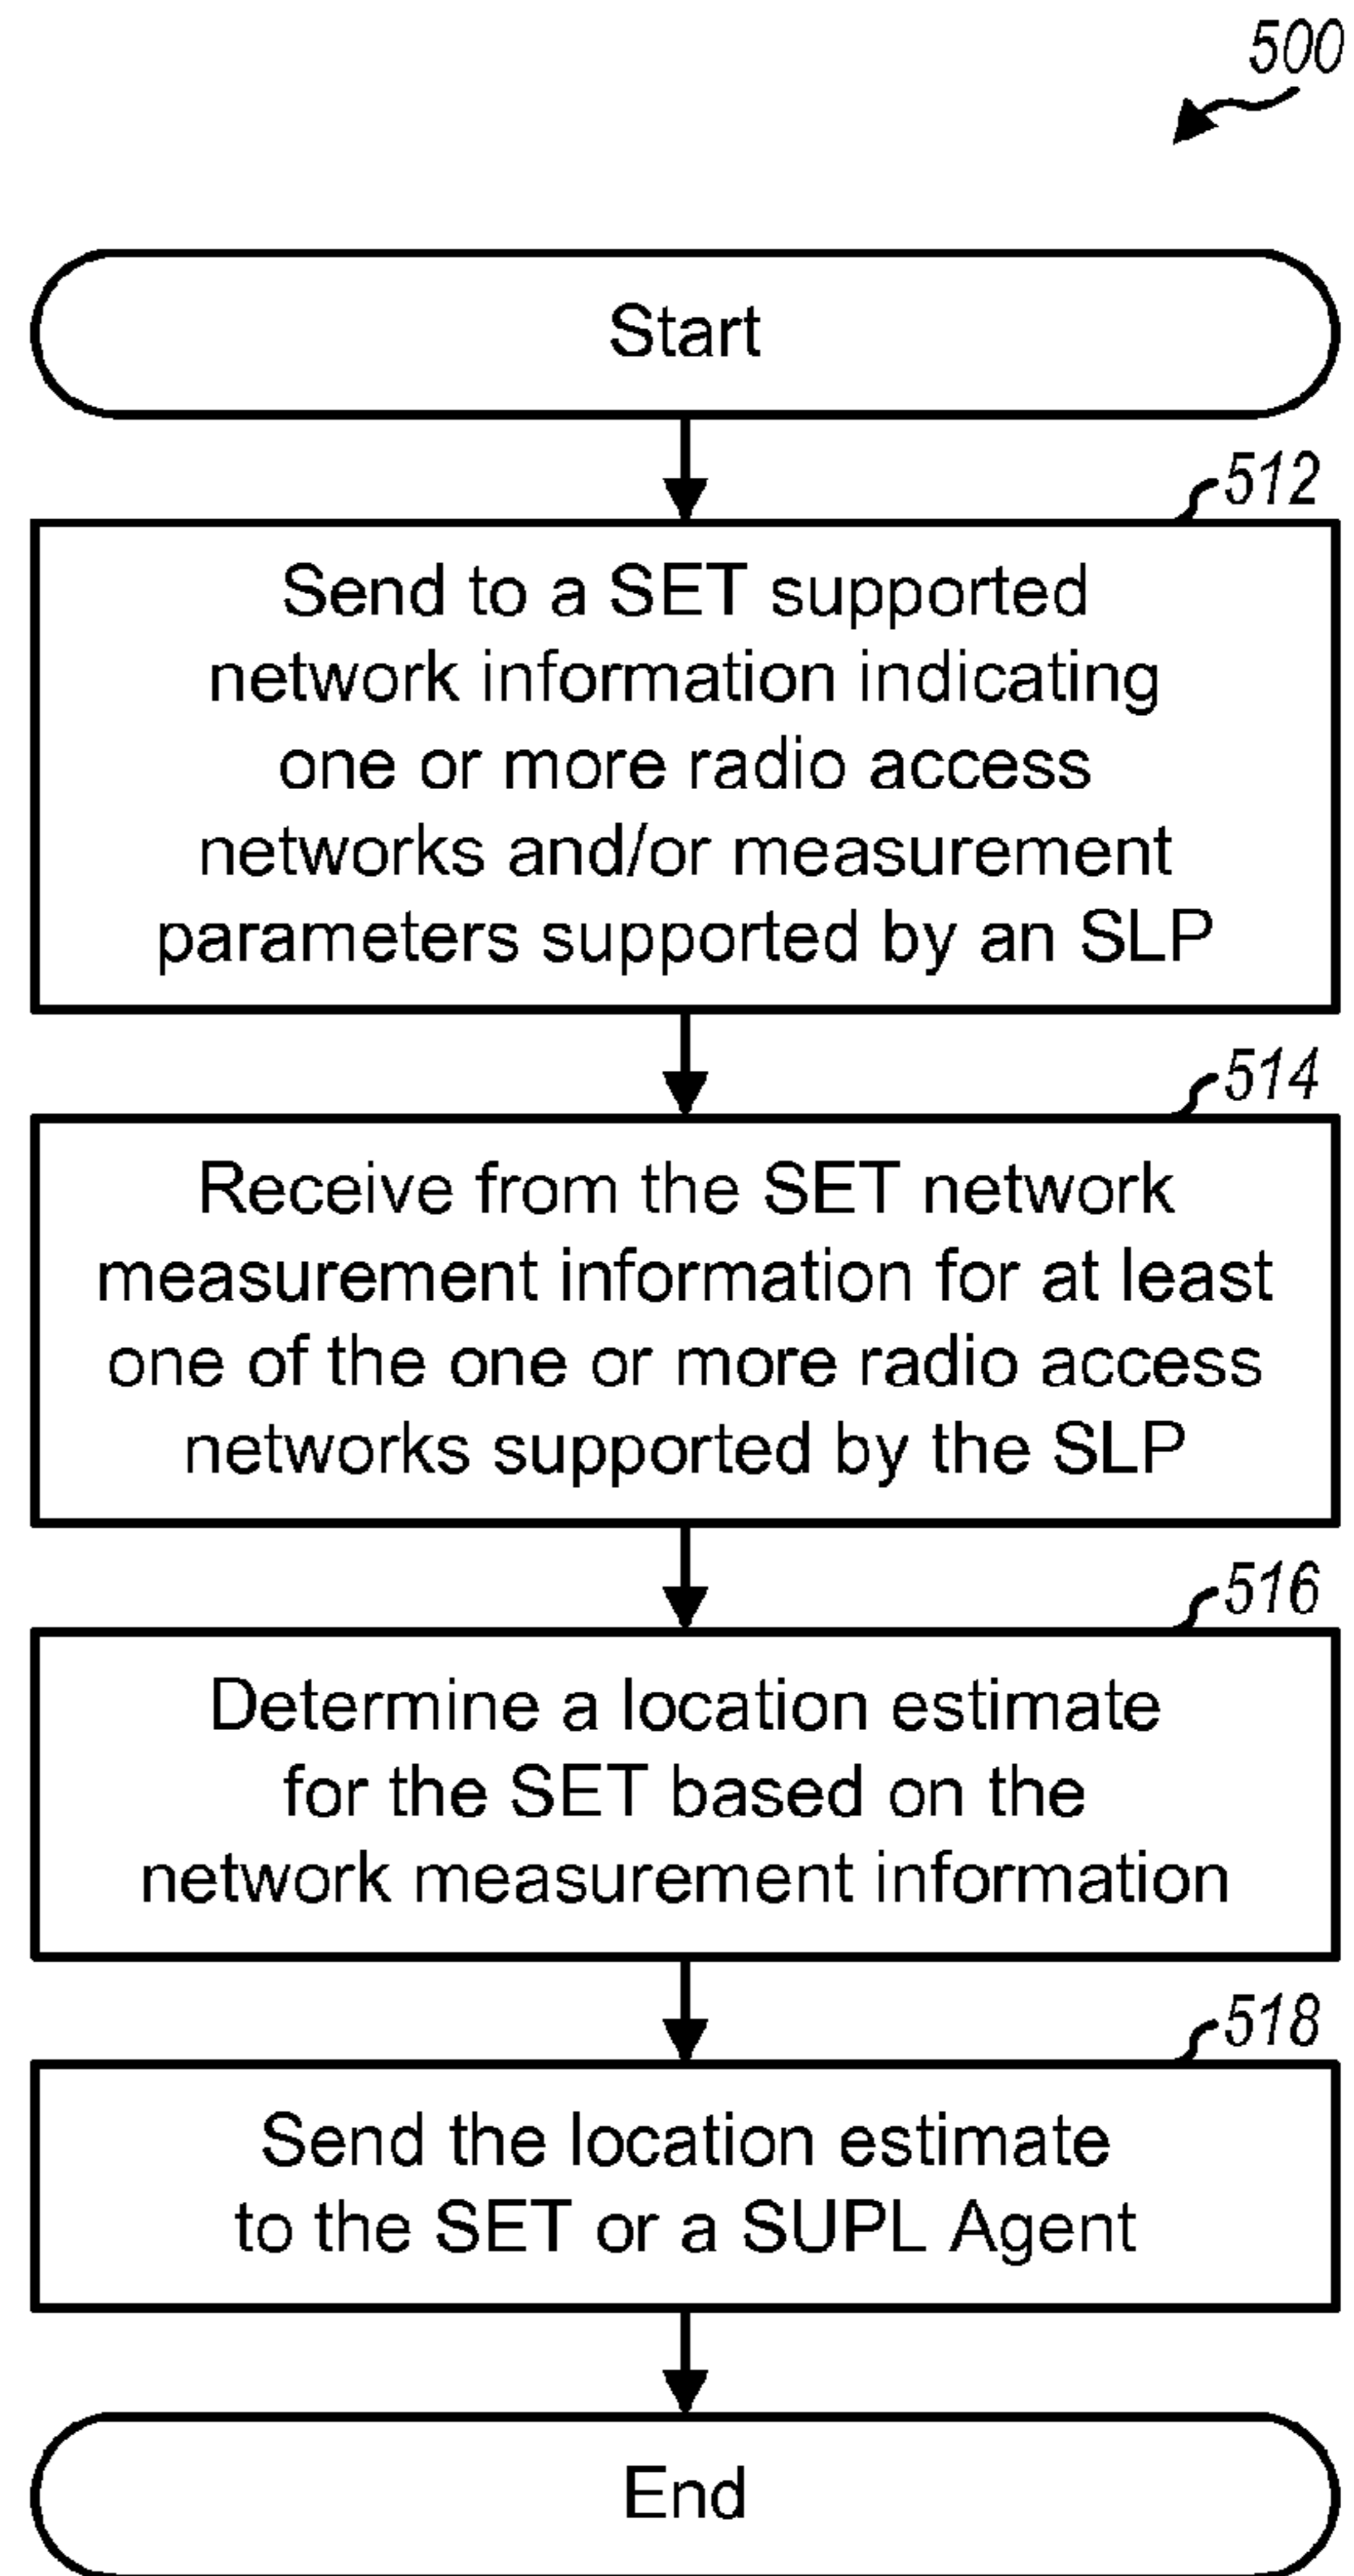 500
Start
512
Send to a SET supported
network information indicating
one or more radio access
networks and/or measurement
parameters supported by an SLP
514
Receive from the SET network
measurement information for at least
one of the one or more radio access
networks supported by the SLP
516
Determine a location estimate
for the SET based on the
network measurement information
518
Send the location estimate
to the SET or a SUPL Agent
End